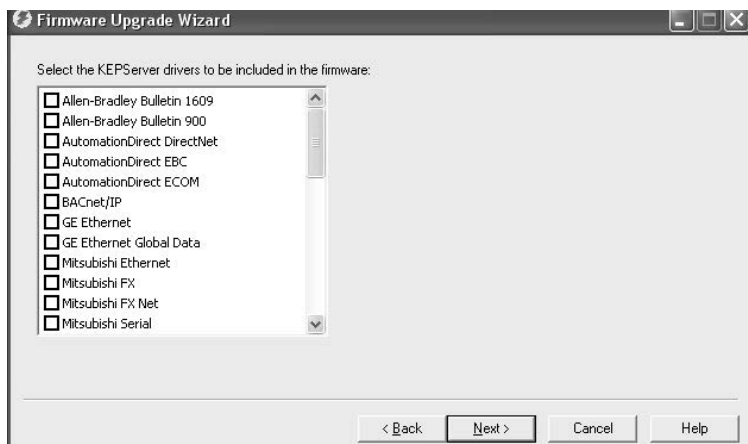 Firmware Upgrade Wizard
Select the KEPServer drivers to be included in the firmware:
Allen-Bradley Bulletin 1609
Allen-Bradley Bulletin 900
AutomationDirect DirectNet
AutomationDirect EBC
AutomationDirect ECOM
BACnet/IP
GE Ethernet
GE Ethernet Global Data
Mitsubishi Ethernet
Mitsubishi FX
Mitsubishi FX Net
Mitsubishi Serial
< Back Next > Cancel Help